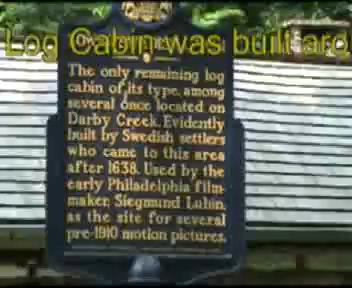 Log Cabin was built aro
The only remaining log
cabin of its type, among
several once located on
Darby Creek. Evidently
built by Swedish settlers
who came to this area
after 1638. Used by the
early Philadelphia film-
maker, Siegmund Lubin,
as the site for several
pre-1910 motion pictures.